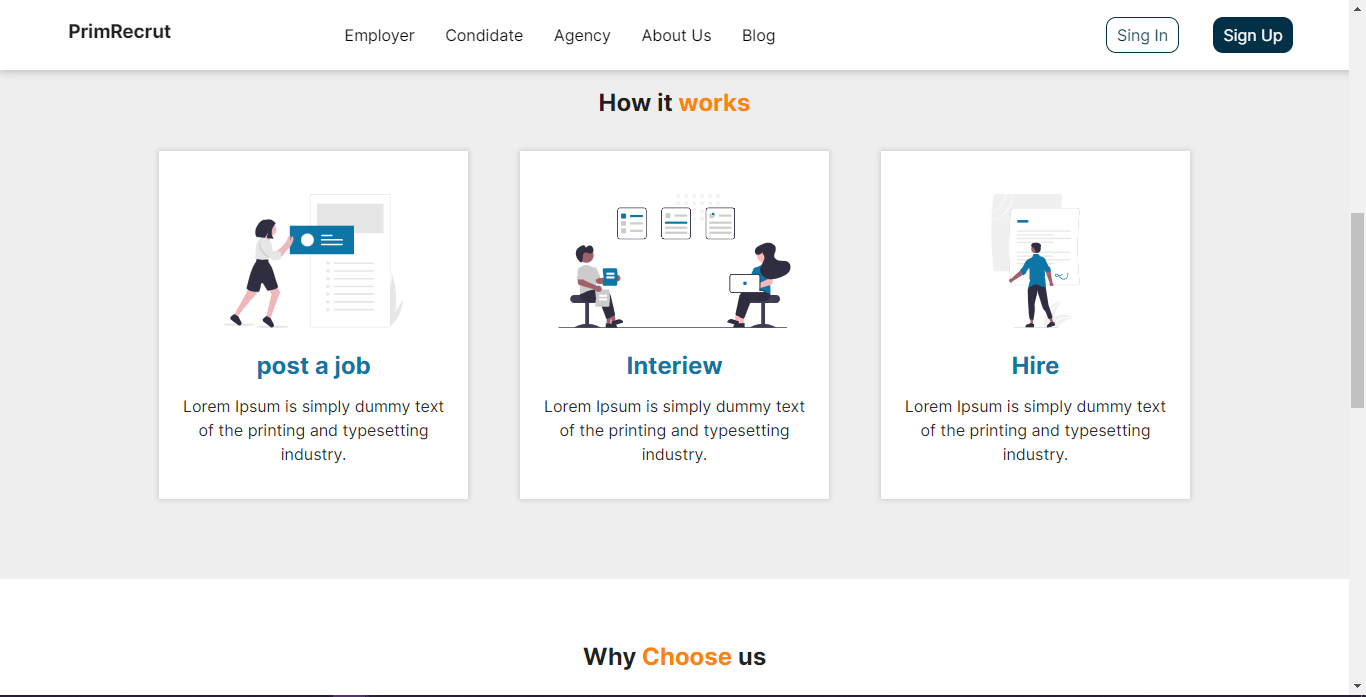 PrimRecrut
Employer
Condidate
Agency
About Us
Blog
Sing In
Sign Up
How it works
post a job
Lorem Ipsum is simply dummy text
of the printing and typesetting
industry.
Interiew
Lorem Ipsum is simply dummy text
of the printing and typesetting
industry.
Hire
Lorem Ipsum is simply dummy text
of the printing and typesetting
industry.
Why Choose us